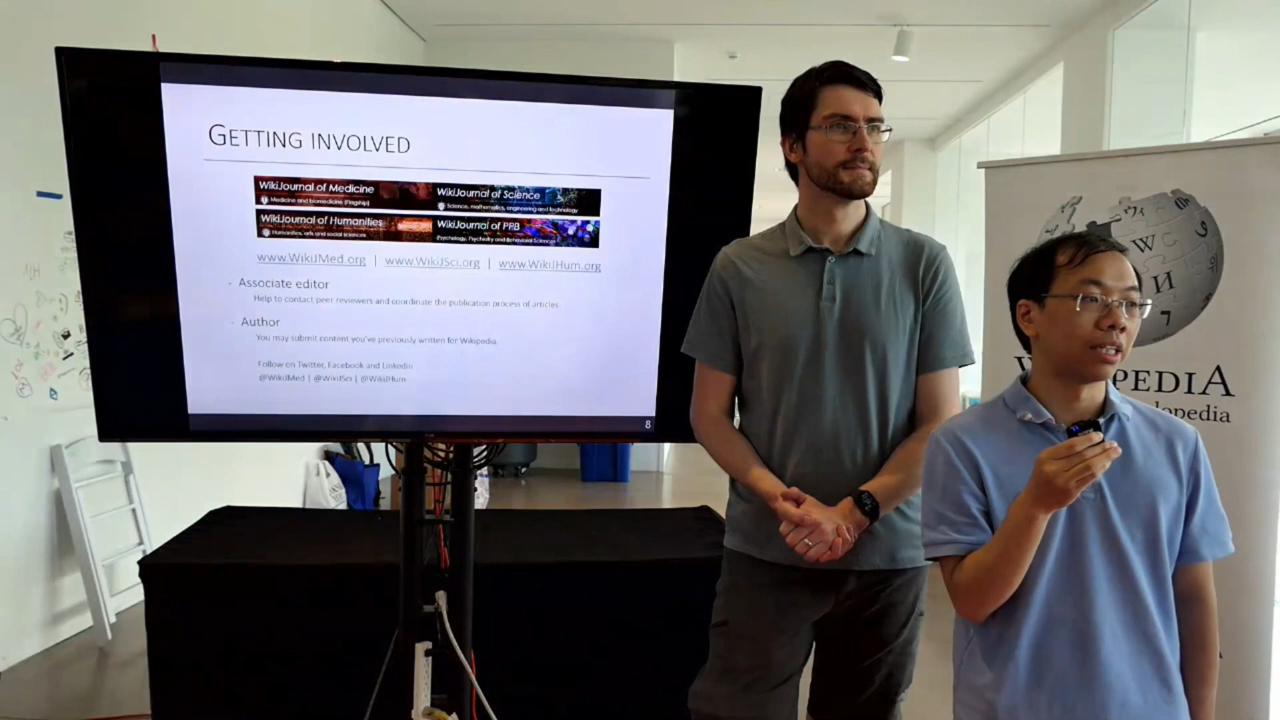 GETTING INVOLVED
WikiJournal of Medicine
Medicine and biomedicine (Flagship)
WikiJournal of Science
Science, mathematics, engineering and technology
WikiJournal of Humanities
Humanities, arts and social sciences
WikiJournal of PPB
Psychology, Psychiatry and Behavioral Sciences
www.WikiJMed.org | www.WikiJSci.org | www.WikiJHum.org
- Associate editor
Help to contact peer reviewers and coordinate the publication process of articles
- Author
You may submit content you've previously written for Wikipedia.
Follow on Twitter, Facebook and LinkedIn
@WikiJMed | @WikiJSci | @WikiJHum
8
W
И
W PEDIA
lopedia